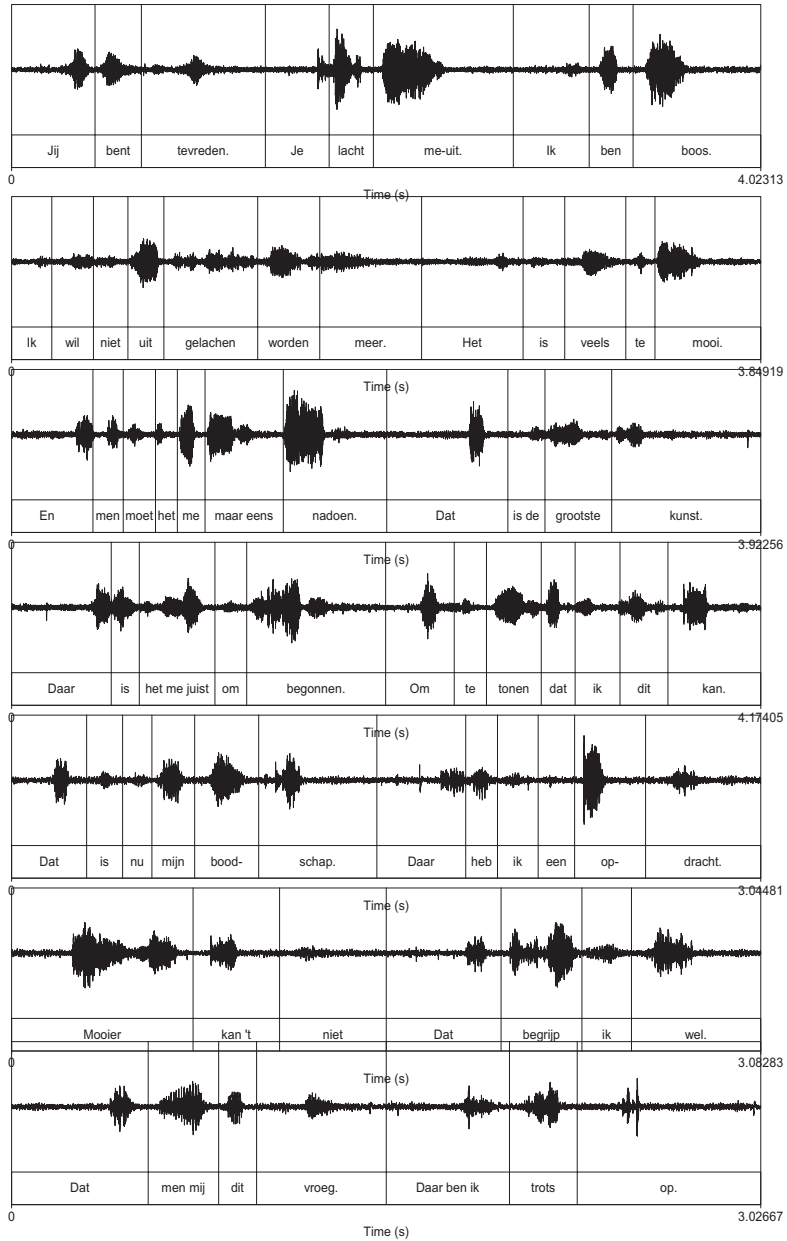 Jij bent tevreden. Je lacht me-uit. Ik ben boos.
0 4.02313
Time (s)
Ik wil niet uit gelachen worden meer. Het is veels te mooi.
0 3.84919
Time (s)
En men moet het me maar eens nadoen. Dat is de grootste kunst.
0 3.92256
Time (s)
Daar is het me juist om begonnen. Om te tonen dat ik dit kan.
0 4.17405
Time (s)
Dat is nu mijn bood- schap. Daar heb ik een op- dracht.
0 3.04481
Time (s)
Mooier kan 't niet Dat begrijp ik wel.
0 3.08283
Time (s)
Dat men mij dit vroeg. Daar ben ik trots op.
0 3.02667
Time (s)